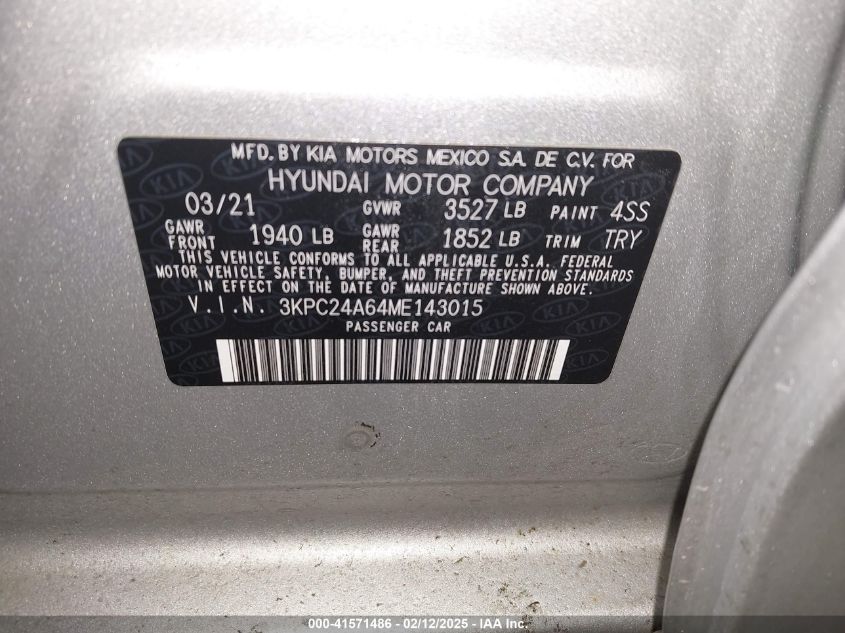 MFD. BY KIA MOTORS MEXICO S.A. DE C.V. FOR
HYUNDAI MOTOR COMPANY
03/21 GVWR 3527 LB PAINT 4SS
GAWR FRONT 1940 LB GAWR REAR 1852 LB TRIM TRY
THIS VEHICLE CONFORMS TO ALL APPLICABLE U.S.A. FEDERAL
MOTOR VEHICLE SAFETY, BUMPER, AND THEFT PREVENTION STANDARDS
IN EFFECT ON THE DATE OF MANUFACTURE SHOWN ABOVE.
V.I.N. 3KPC24A64ME143015
PASSENGER CAR
000-41571486 - 02/12/2025 - IAA Inc.